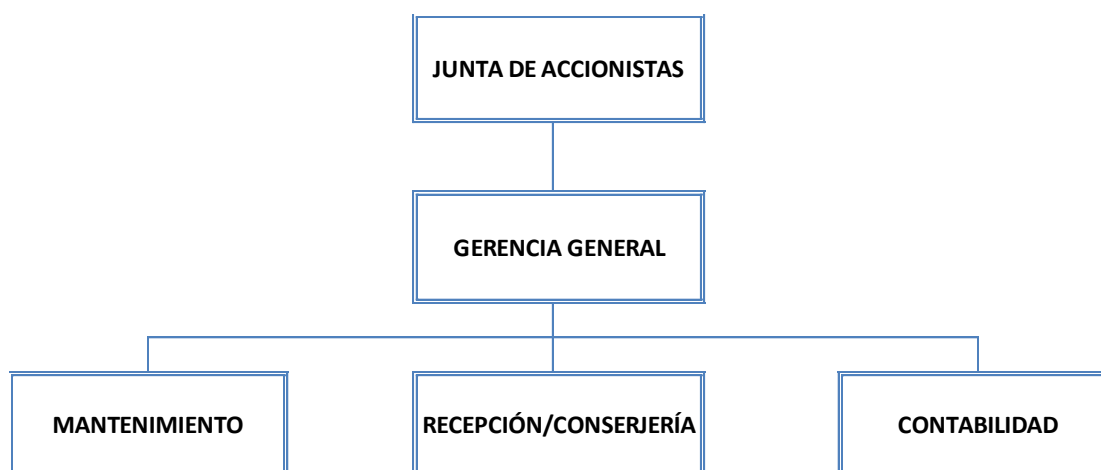 JUNTA DE ACCIONISTAS
GERENCIA GENERAL
MANTENIMIENTO
RECEPCIÓN/CONSERJERÍA
CONTABILIDAD